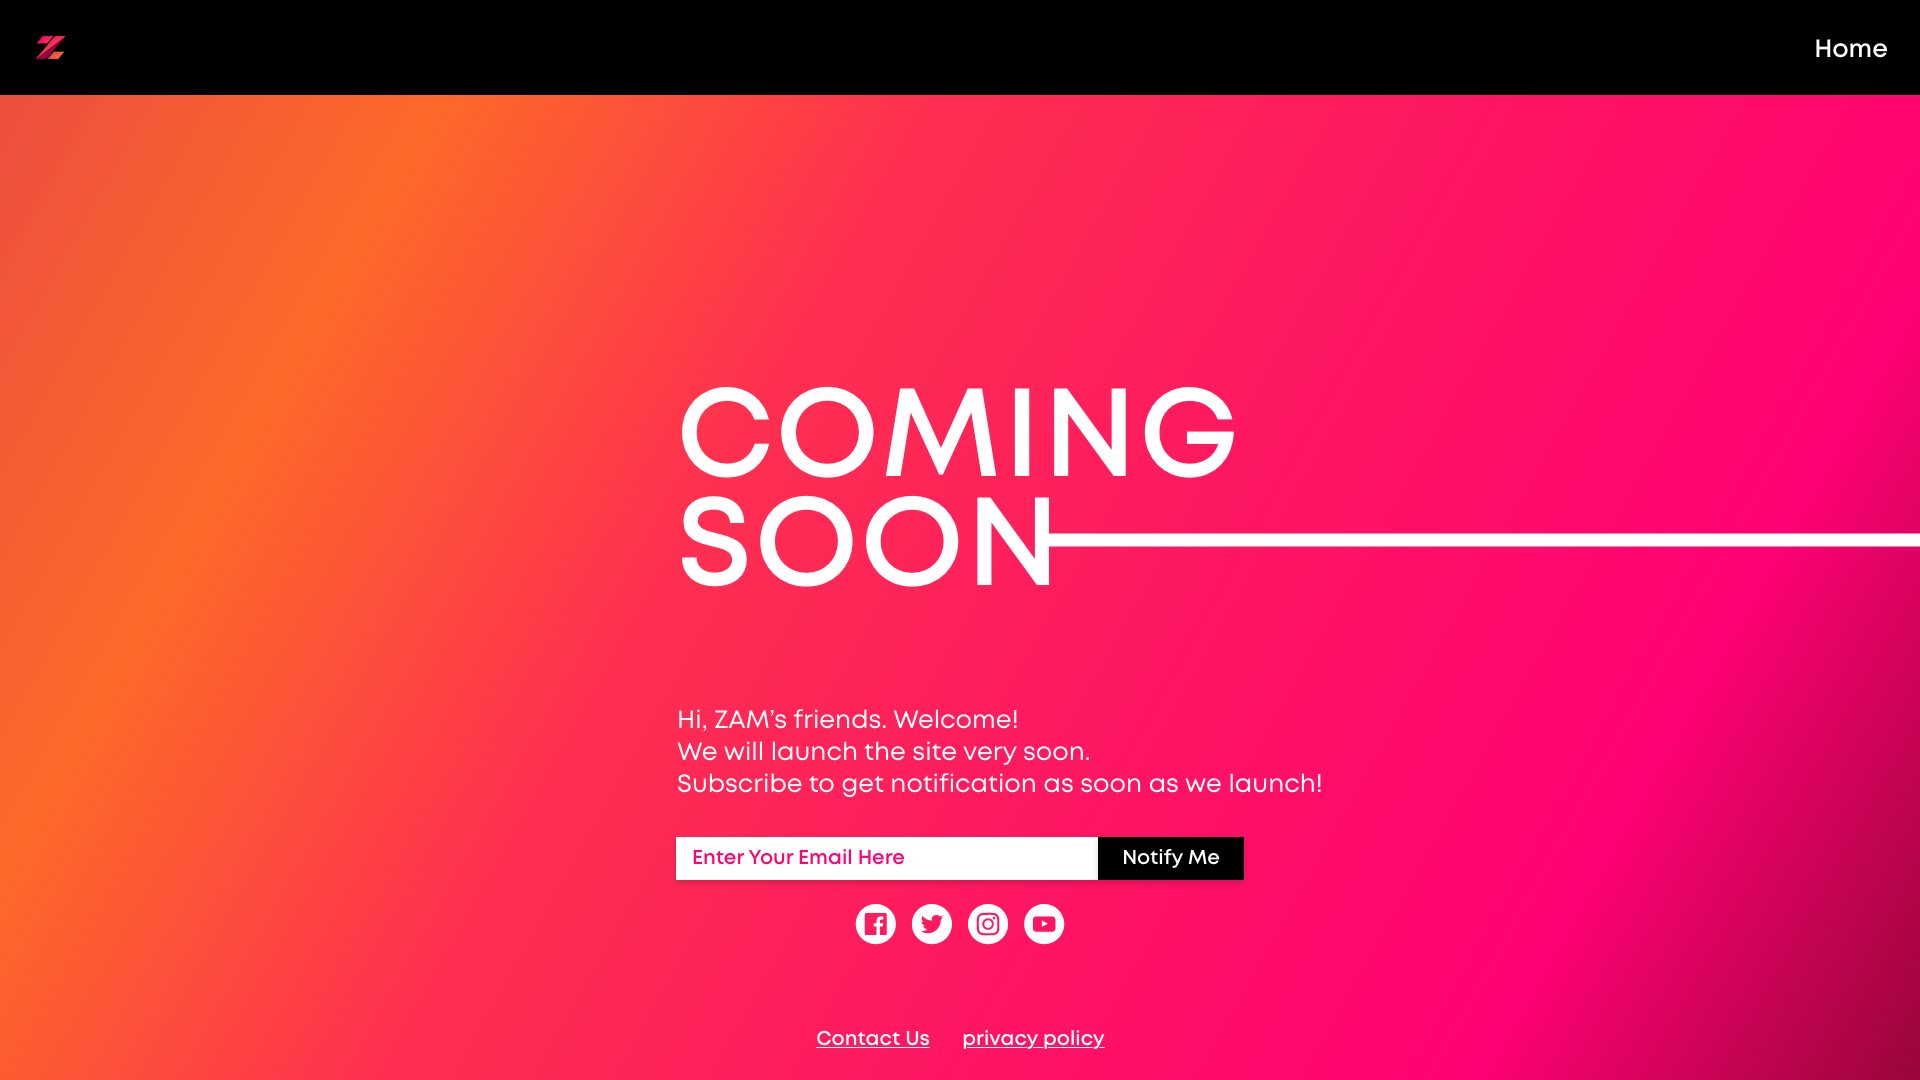 Home
COMING
SOON
Hi, ZAM’s friends. Welcome!
We will launch the site very soon.
Subscribe to get notification as soon as we launch!
Enter Your Email Here
Notify Me
Contact Us
privacy policy